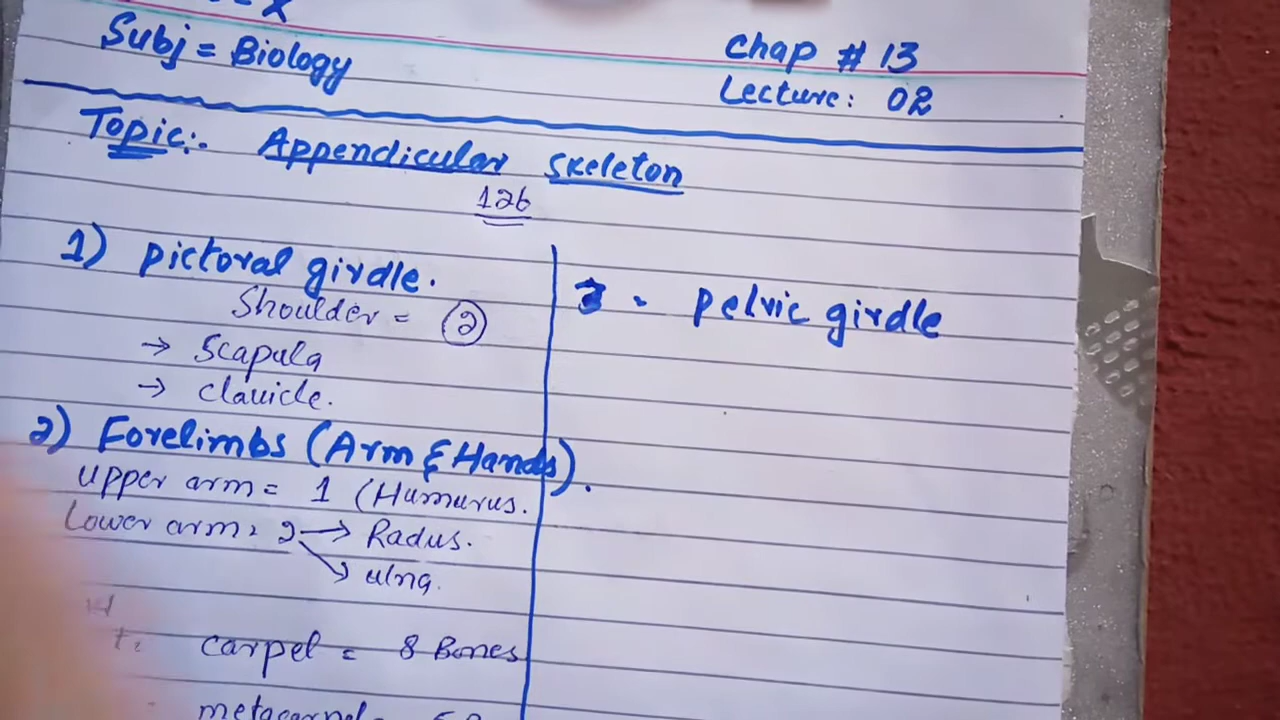 Subj = Biology
Chap # 13
Lecture: 02
Topic:- Appendicular skeleton
126
1) pictoral girdle.
Shoulder = 2
→ Scapula
→ Clavicle.
2) Forelimbs (Arm & Hands).
Upper arm = 1 (Humurus.
Lower arm = 2 → Radus.
→ ulna.
carpel = 8 Bones
3. pelvic girdle